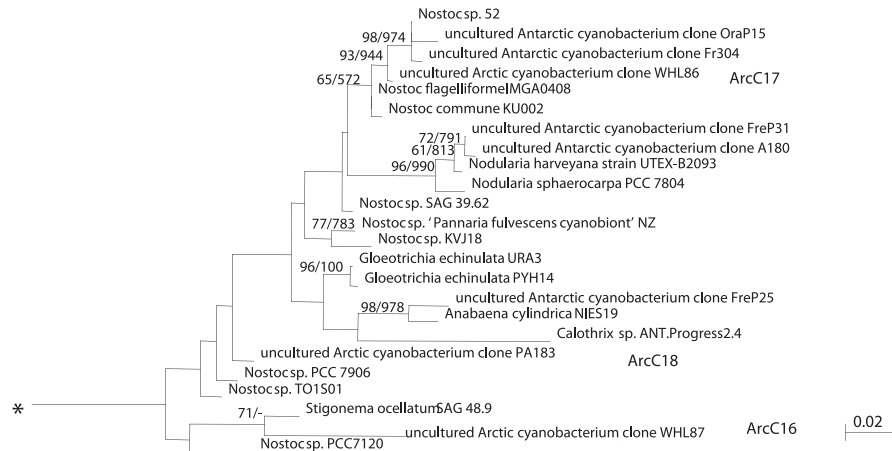 Nostoc sp. 52
98/974 uncultured Antarctic cyanobacterium clone OraP15
93/944 uncultured Antarctic cyanobacterium clone Fr304
65/572 uncultured Arctic cyanobacterium clone WHL86 ArcC17
Nostoc flagelliforme IMGA0408
Nostoc commune KU002
uncultured Antarctic cyanobacterium clone FreP31
72/791
61/813 uncultured Antarctic cyanobacterium clone A180
96/990 Nodularia harveyana strain UTEX-B2093
Nodularia sphaerocarpa PCC 7804
Nostoc sp. SAG 39.62
77/783 Nostoc sp. 'Pannaria fulvescens cyanobiont' NZ
Nostoc sp. KVJ18
96/100 Gloeotrichia echinulata URA3
Gloeotrichia echinulata PYH14
98/978 uncultured Antarctic cyanobacterium clone FreP25
Anabaena cylindrica NIES19
Calothrix sp. ANT.Progress2.4
uncultured Arctic cyanobacterium clone PA183 ArcC18
Nostoc sp. PCC 7906
Nostoc sp. TO1S01
*
71/- Stigonema ocellatum SAG 48.9
uncultured Arctic cyanobacterium clone WHL87 ArcC16 0.02
Nostoc sp. PCC7120